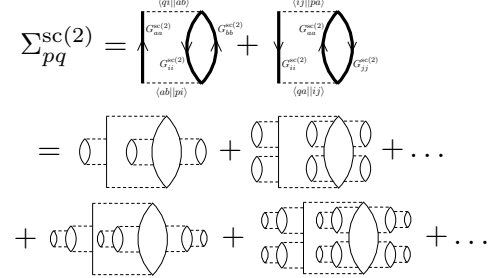 ⟨qi||ab⟩ ⟨ij||pa⟩
Σ_{pq}^{sc(2)} = G_{aa}^{sc(2)} G_{ii}^{sc(2)} G_{bb}^{sc(2)} + G_{ii}^{sc(2)} G_{aa}^{sc(2)} G_{jj}^{sc(2)}
⟨ab||pi⟩ ⟨qa||ij⟩
= + + ...
+ + + ...